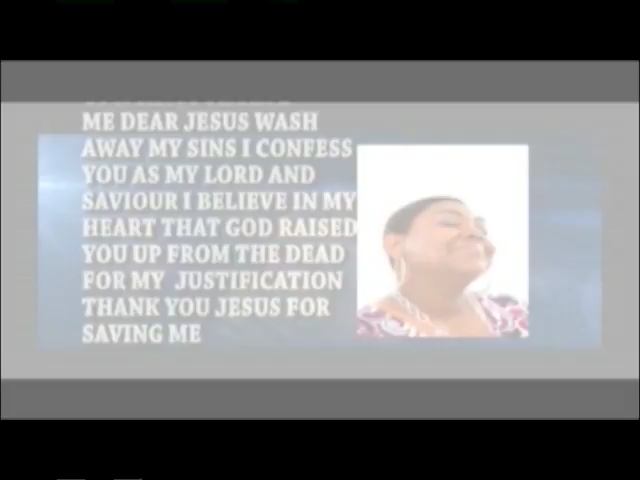 ME DEAR JESUS WASH
AWAY MY SINS I CONFESS
YOU AS MY LORD AND
SAVIOUR I BELIEVE IN MY
HEART THAT GOD RAISED
YOU UP FROM THE DEAD
FOR MY JUSTIFICATION
THANK YOU JESUS FOR
SAVING ME